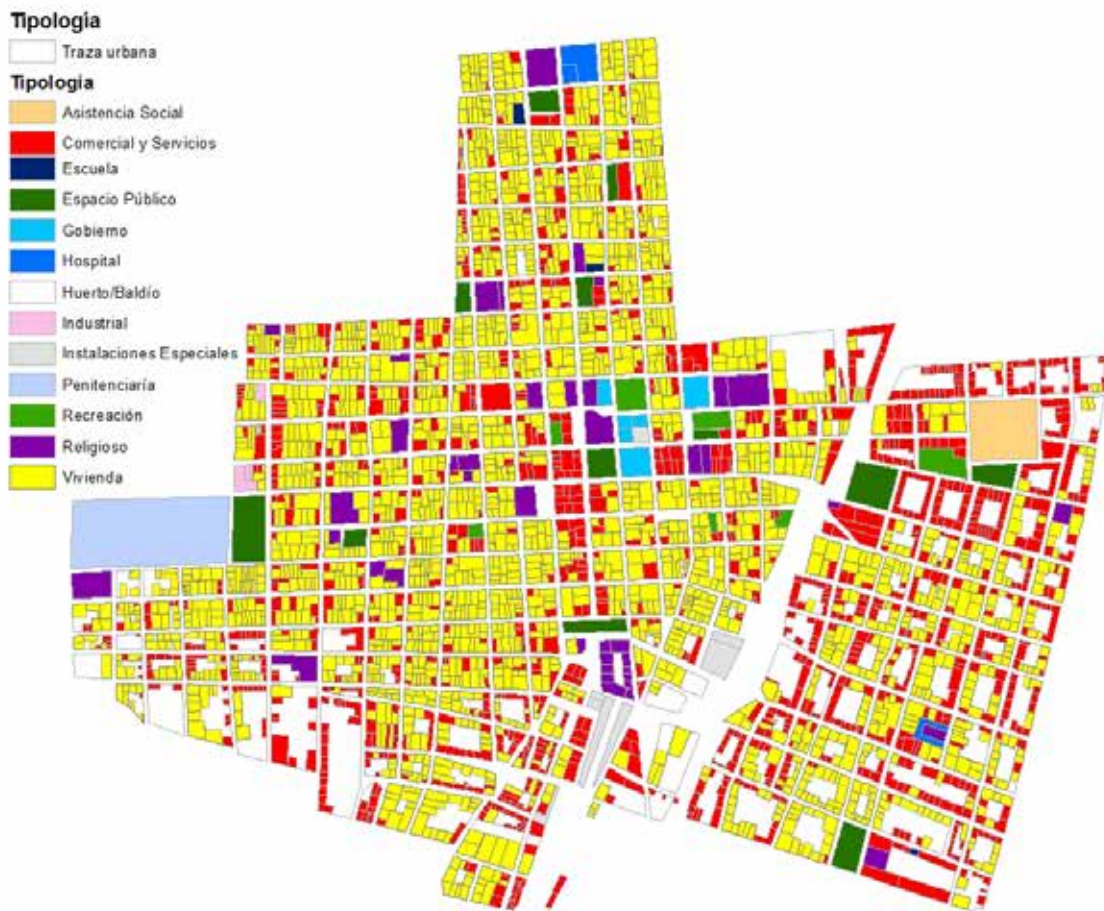 Tipología
Traza urbana
Tipología
Asistencia Social
Comercial y Servicios
Escuela
Espacio Público
Gobierno
Hospital
Huerto/Baldío
Industrial
Instalaciones Especiales
Penitenciaría
Recreación
Religioso
Vivienda